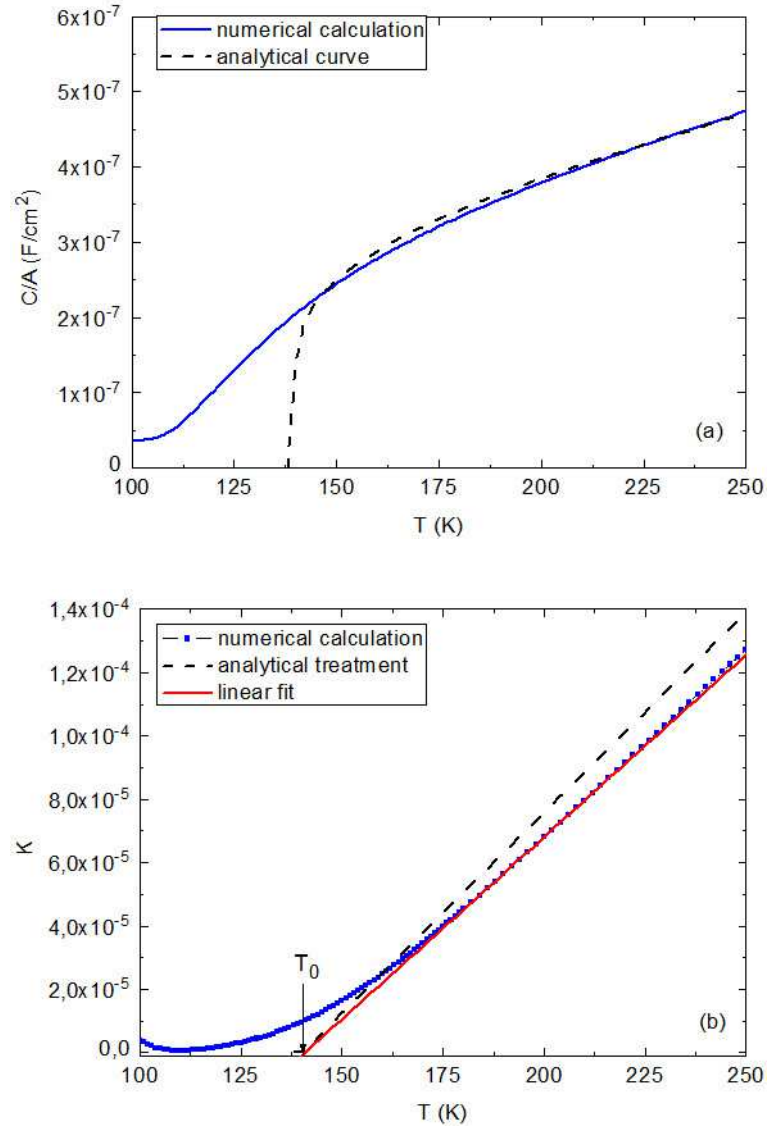 6x10⁻⁷
numerical calculation
analytical curve
5x10⁻⁷
4x10⁻⁷
3x10⁻⁷
2x10⁻⁷
1x10⁻⁷
0
C/A (F/cm²)
(a)
100 125 150 175 200 225 250
T (K)
1,4x10⁻⁴
numerical calculation
analytical treatment
linear fit
1,2x10⁻⁴
1,0x10⁻⁴
8,0x10⁻⁵
6,0x10⁻⁵
4,0x10⁻⁵
2,0x10⁻⁵
0,0
K
T₀
(b)
100 125 150 175 200 225 250
T (K)